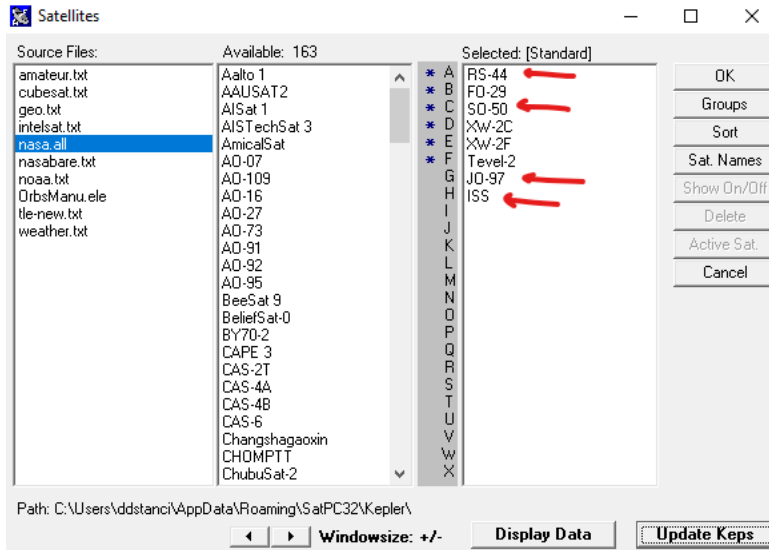 Satellites
Source Files:
amateur.txt
cubesat.txt
geo.txt
intelsat.txt
nasa.all
nasabare.txt
noaa.txt
OrbsManu.ele
tle-new.txt
weather.txt
Available: 163
Aalto 1
AAUSAT2
AISat 1
AISTechSat 3
AmicalSat
AO-07
AO-109
AO-16
AO-27
AO-73
AO-91
AO-92
AO-95
BeeSat 9
BeliefSat-0
BY70-2
CAPE 3
CAS-2T
CAS-4A
CAS-4B
CAS-6
Changshagaoxin
CHOMPTT
ChubuSat-2
* A
* B
* C
* D
* E
* F
G
H
I
J
K
L
M
N
O
P
Q
R
S
T
U
V
W
X
Selected: [Standard]
RS-44
FO-29
SO-50
XW-2C
XW-2F
Tevel-2
JO-97
ISS
OK
Groups
Sort
Sat. Names
Show On/Off
Delete
Active Sat.
Cancel
Path: C:\Users\ddstanci\AppData\Roaming\SatPC32\Kepler\
Windowsize: +/-
Display Data
Update Keps